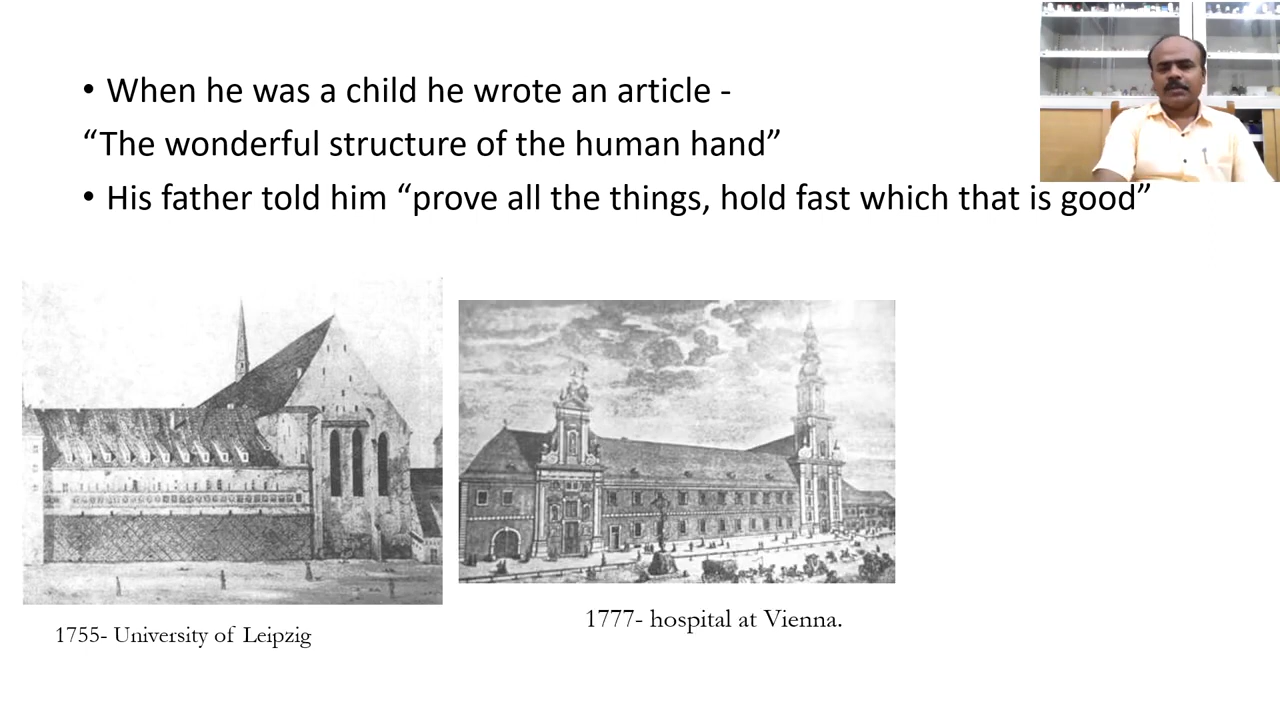 • When he was a child he wrote an article -
“The wonderful structure of the human hand”
• His father told him “prove all the things, hold fast which that is good”
1755- University of Leipzig
1777- hospital at Vienna.